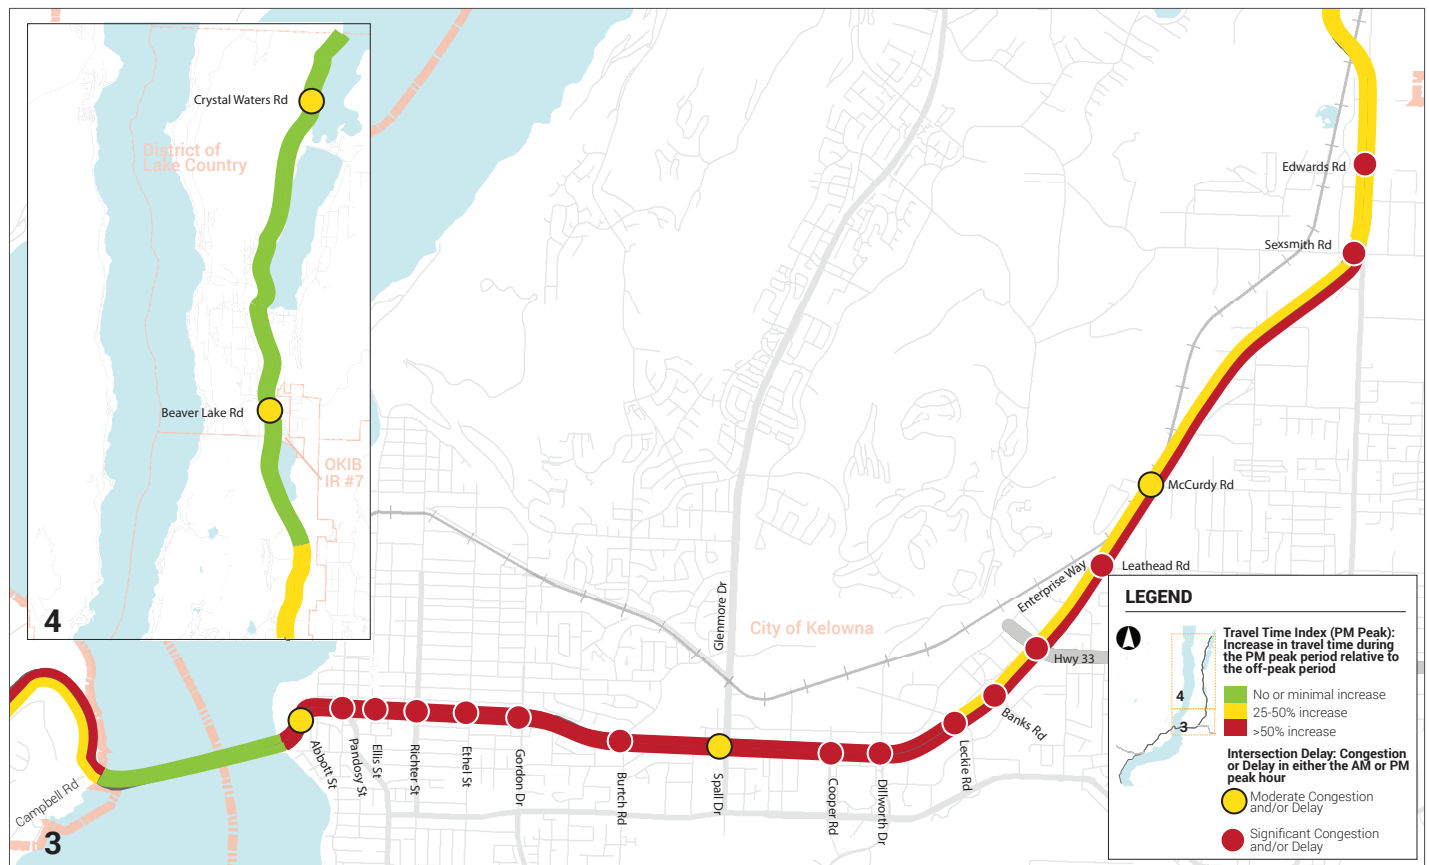 Crystal Waters Rd
District of
Lake Country
Beaver Lake Rd
OKIB
IR #7
4
Edwards Rd
Sexsmith Rd
McCurdy Rd
Leathead Rd
Enterprise Way
Hwy 33
Glenmore Dr
City of Kelowna
Banks Rd
Leckie Rd
Dillworth Dr
Cooper Rd
Spall Dr
Burtch Rd
Gordon Dr
Ethel St
Richter St
Ellis St
Pandosy St
Abbott St
Campbell Rd
3
LEGEND
4
3
Travel Time Index (PM Peak):
Increase in travel time during
the PM peak period relative to
the off-peak period
No or minimal increase
25-50% increase
>50% increase
Intersection Delay: Congestion
or Delay in either the AM or PM
peak hour
Moderate Congestion
and/or Delay
Significant Congestion
and/or Delay